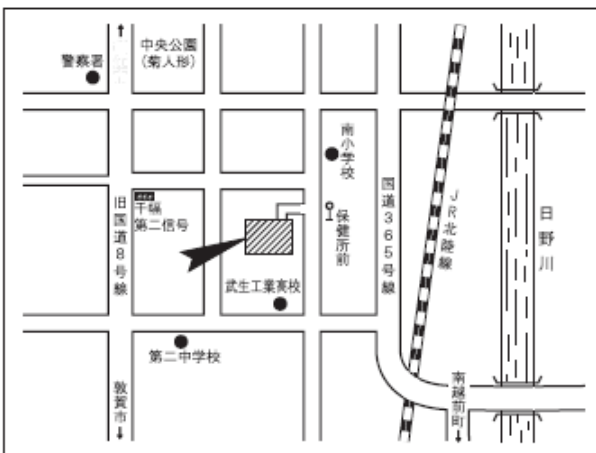 中央公園
(菊人形)
警察署
南小学校
千幅
第二信号
旧国道8号線
保健所前
国道365号線
JR北陸線
日野川
武生工業高校
第二中学校
敦賀市
南越前町